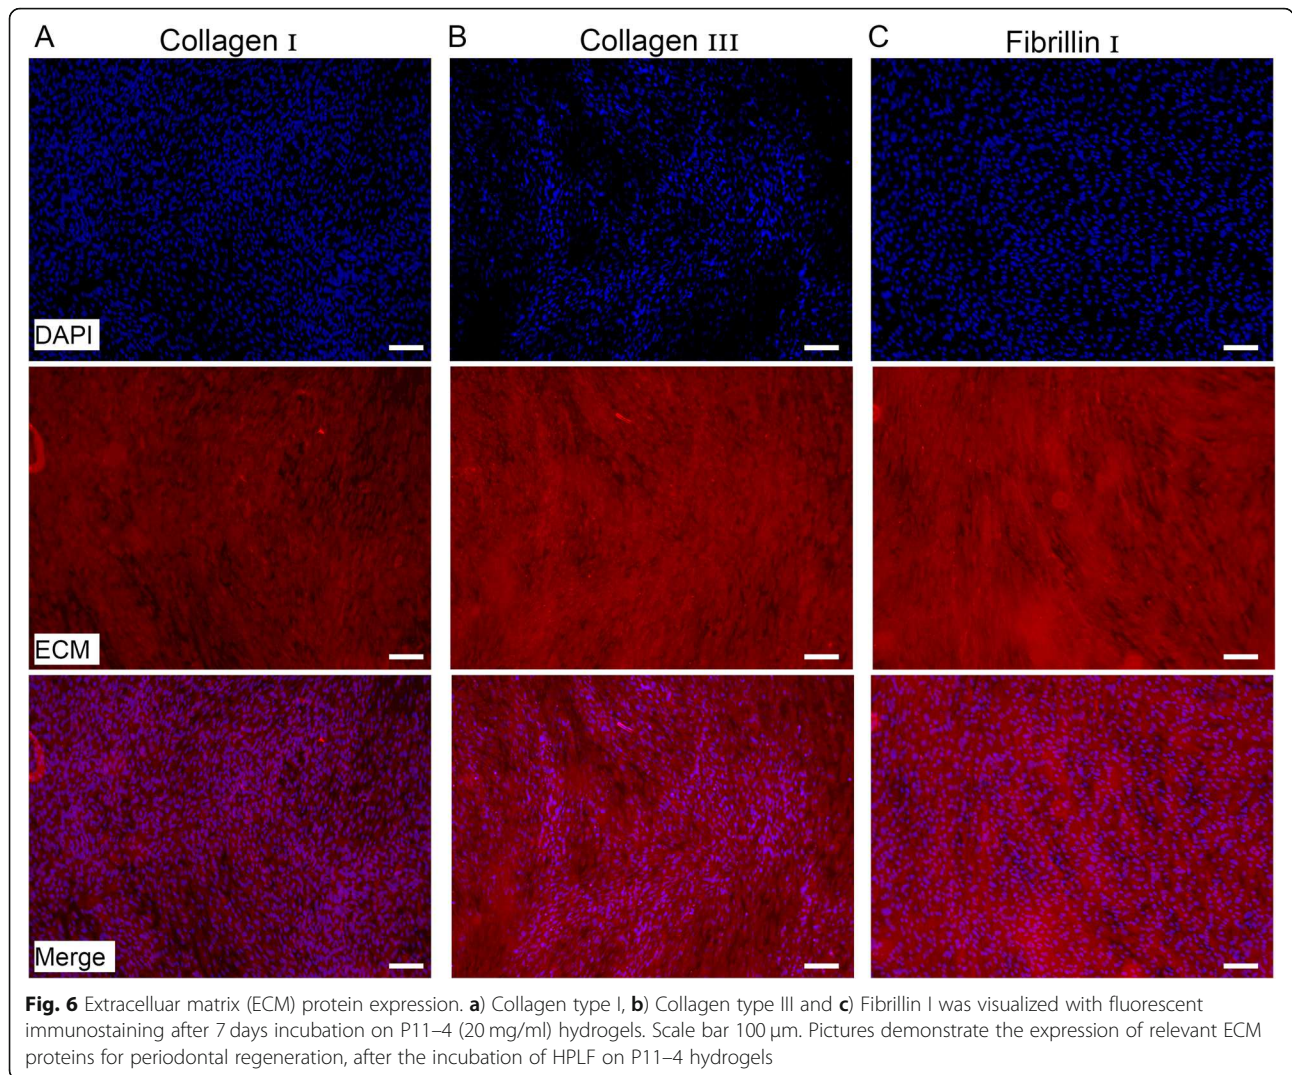 A Collagen I B Collagen III C Fibrillin I
DAPI
ECM
Merge
Fig. 6 Extracelluar matrix (ECM) protein expression. a) Collagen type I, b) Collagen type III and c) Fibrillin I was visualized with fluorescent
immunostaining after 7 days incubation on P11–4 (20 mg/ml) hydrogels. Scale bar 100 μm. Pictures demonstrate the expression of relevant ECM
proteins for periodontal regeneration, after the incubation of HPLF on P11–4 hydrogels